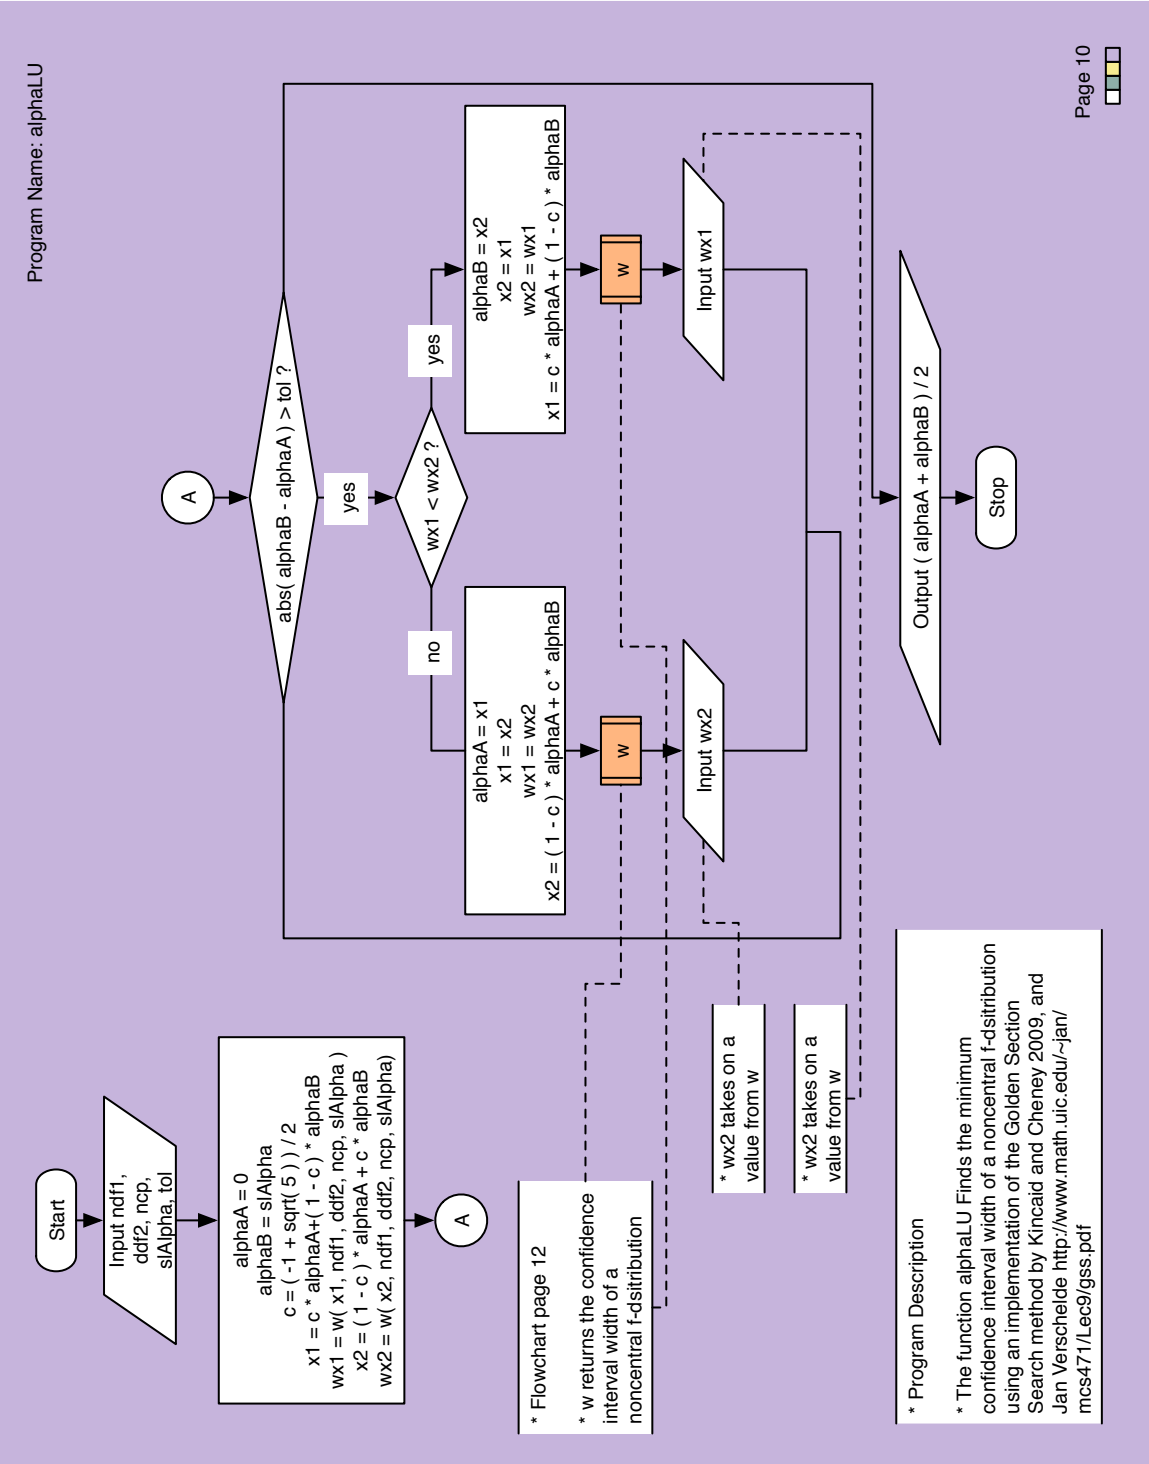 Program Name: alphaLU
Start
Input ndf1,
ddf2, ncp,
slAlpha, tol
alphaA = 0
alphaB = slAlpha
c = ( -1 + sqrt( 5 ) ) / 2
x1 = c * alphaA+ ( 1 - c ) * alphaB
wx1 = w( x1, ndf1, ddf2, ncp, slAlpha )
x2 = ( 1 - c ) * alphaA + c * alphaB
wx2 = w( x2, ndf1, ddf2, ncp, slAlpha)
A
A
abs( alphaB - alphaA ) > tol ?
yes
wx1 < wx2 ?
no
yes
alphaA = x1
x1 = x2
wx1 = wx2
x2 = ( 1 - c ) * alphaA + c * alphaB
alphaB = x2
x2 = x1
wx2 = wx1
x1 = c * alphaA + ( 1 - c ) * alphaB
w
w
Input wx2
Input wx1
Output ( alphaA + alphaB ) / 2
Stop
* Flowchart page 12
* w returns the confidence
interval width of a
noncentral f-dsitribution
* wx2 takes on a
value from w
* wx2 takes on a
value from w
* Program Description
* The function alphaLU Finds the minimum
confidence interval width of a noncentral f-dsitribution
using an implementation of the Golden Section
Search method by Kincaid and Cheney 2009, and
Jan Verschelde http://www.math.uic.edu/~jan/
mcs471/Lec9/gss.pdf
Page 10